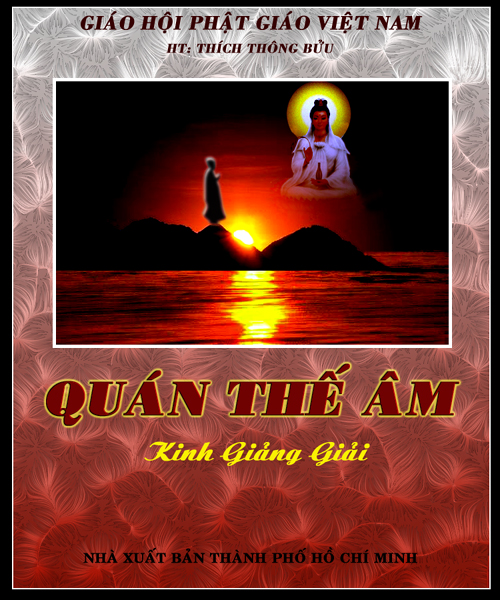 GIÁO HỘI PHẬT GIÁO VIỆT NAM
HT: THÍCH THÔNG BỬU
QUÁN THẾ ÂM
Kinh Giảng Giải
NHÀ XUẤT BẢN THÀNH PHỐ HỒ CHÍ MINH